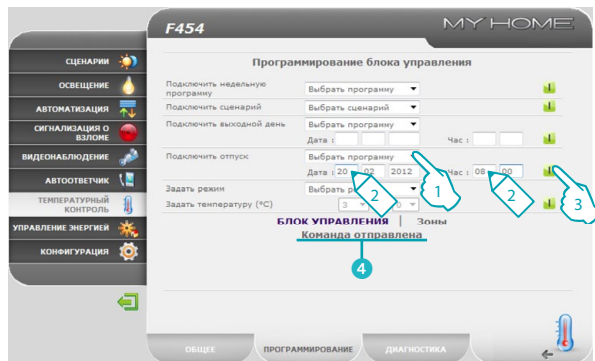 F454
MY HOME
СЦЕНАРИИ
ОСВЕЩЕНИЕ
АВТОМАТИЗАЦИЯ
СИГНАЛИЗАЦИЯ О
ВЗЛОМЕ
ВИДЕОНАБЛЮДЕНИЕ
АВТООТВЕТЧИК
ТЕМПЕРАТУРНЫЙ
КОНТРОЛЬ
УПРАВЛЕНИЕ ЭНЕРГИЕЙ
КОНФИГУРАЦИЯ
Программирование блока управления
Подключить недельную
программу
Выбрать программу
Подключить сценарий
Выбрать сценарий
Подключить выходной день
Выбрать программу
Дата :
Час :
Подключить отпуск
Выбрать программу
Дата : 20 02 2012 Час : 08 00
1
2
2
3
Задать режим
Выбрать
Задать температуру (°C)
3
0
БЛОК УПРАВЛЕНИЯ | Зоны
Команда отправлена
4
ОБЩЕЕ
ПРОГРАММИРОВАНИЕ
ДИАГНОСТИКА